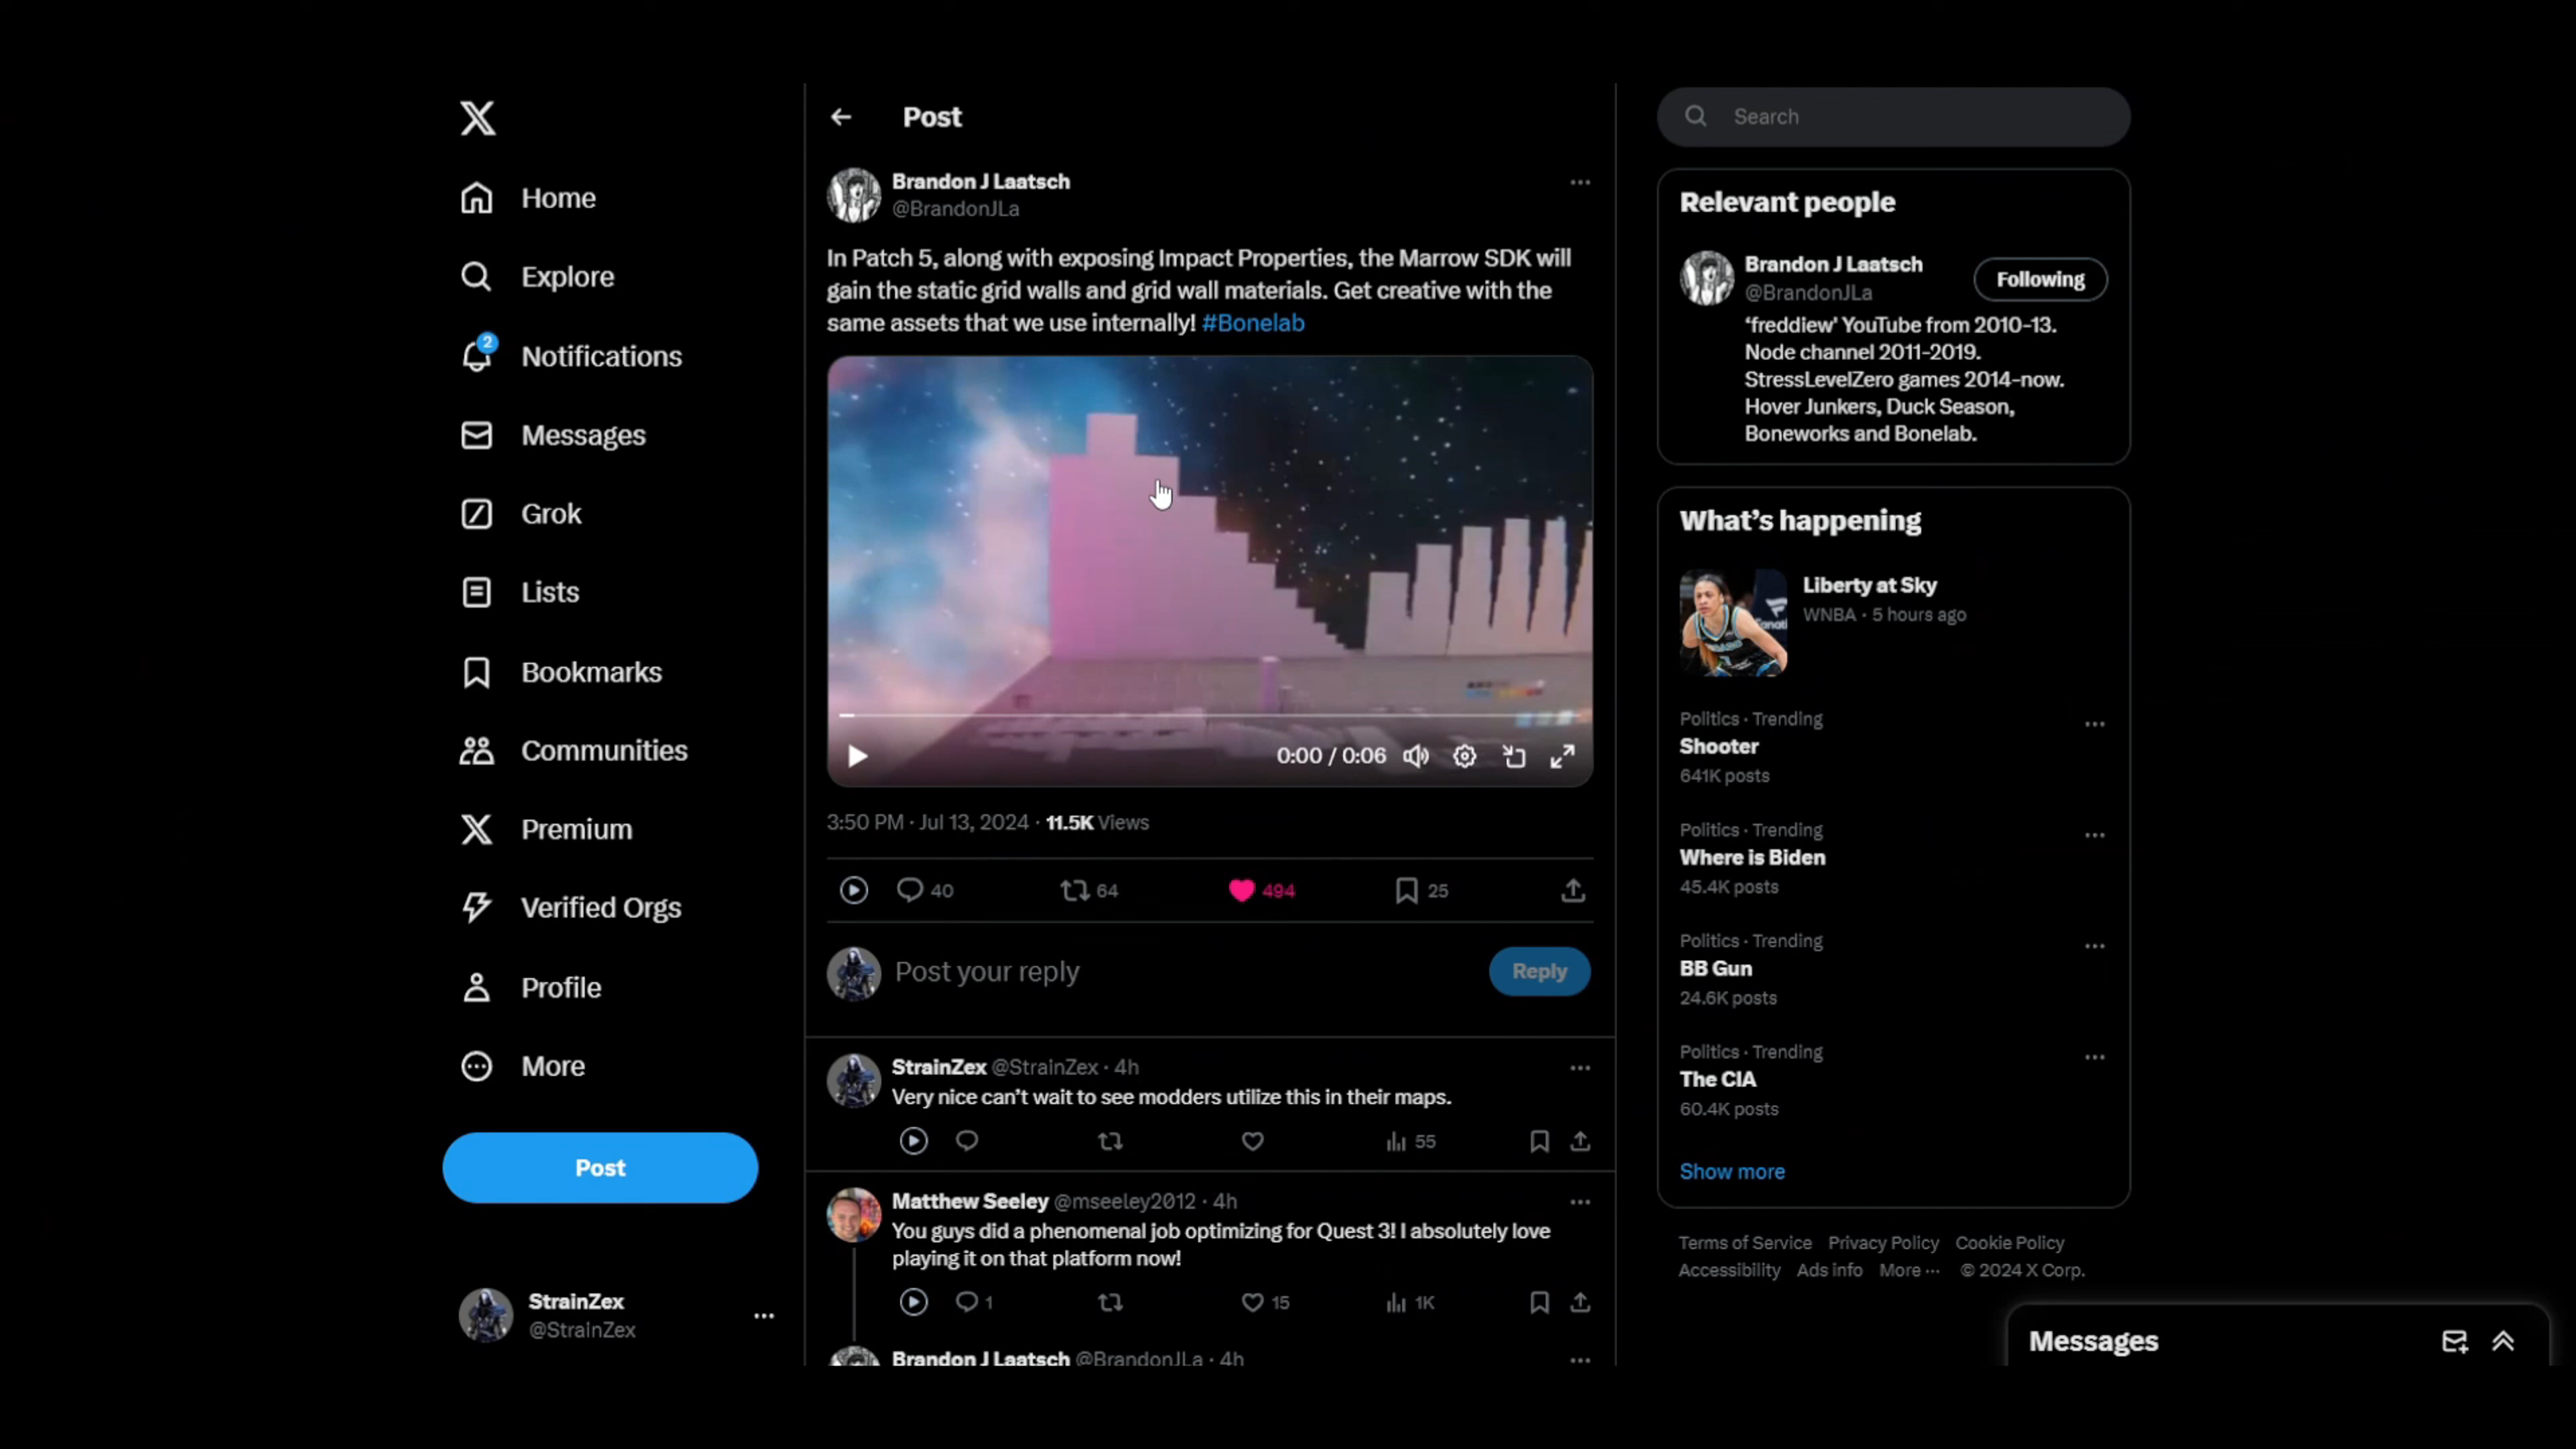 Home
Explore
2
Notifications
Messages
Grok
Lists
Bookmarks
Communities
Premium
Verified Orgs
Profile
More
Post
StrainZex
@StrainZex
Post
Brandon J Laatsch
@BrandonJLa
In Patch 5, along with exposing Impact Properties, the Marrow SDK will
gain the static grid walls and grid wall materials. Get creative with the
same assets that we use internally! #Bonelab
0:00 / 0:06
3:50 PM · Jul 13, 2024 · 11.5K Views
40 64 494 25
Post your reply
Reply
StrainZex @StrainZex · 4h
Very nice can't wait to see modders utilize this in their maps.
55
Matthew Seeley @mseeley2012 · 4h
You guys did a phenomenal job optimizing for Quest 3! I absolutely love
playing it on that platform now!
1 15 1K
Brandon J Laatsch @BrandonJLa · 4h
Search
Relevant people
Brandon J Laatsch
@BrandonJLa
Following
‘freddiew' YouTube from 2010-13.
Node channel 2011-2019.
StressLevelZero games 2014-now.
Hover Junkers, Duck Season,
Boneworks and Bonelab.
What's happening
Liberty at Sky
WNBA · 5 hours ago
Politics · Trending
Shooter
641K posts
Politics · Trending
Where is Biden
45.4K posts
Politics · Trending
BB Gun
24.6K posts
Politics · Trending
The CIA
60.4K posts
Show more
Terms of Service Privacy Policy Cookie Policy
Accessibility Ads info More ··· © 2024 X Corp.
Messages